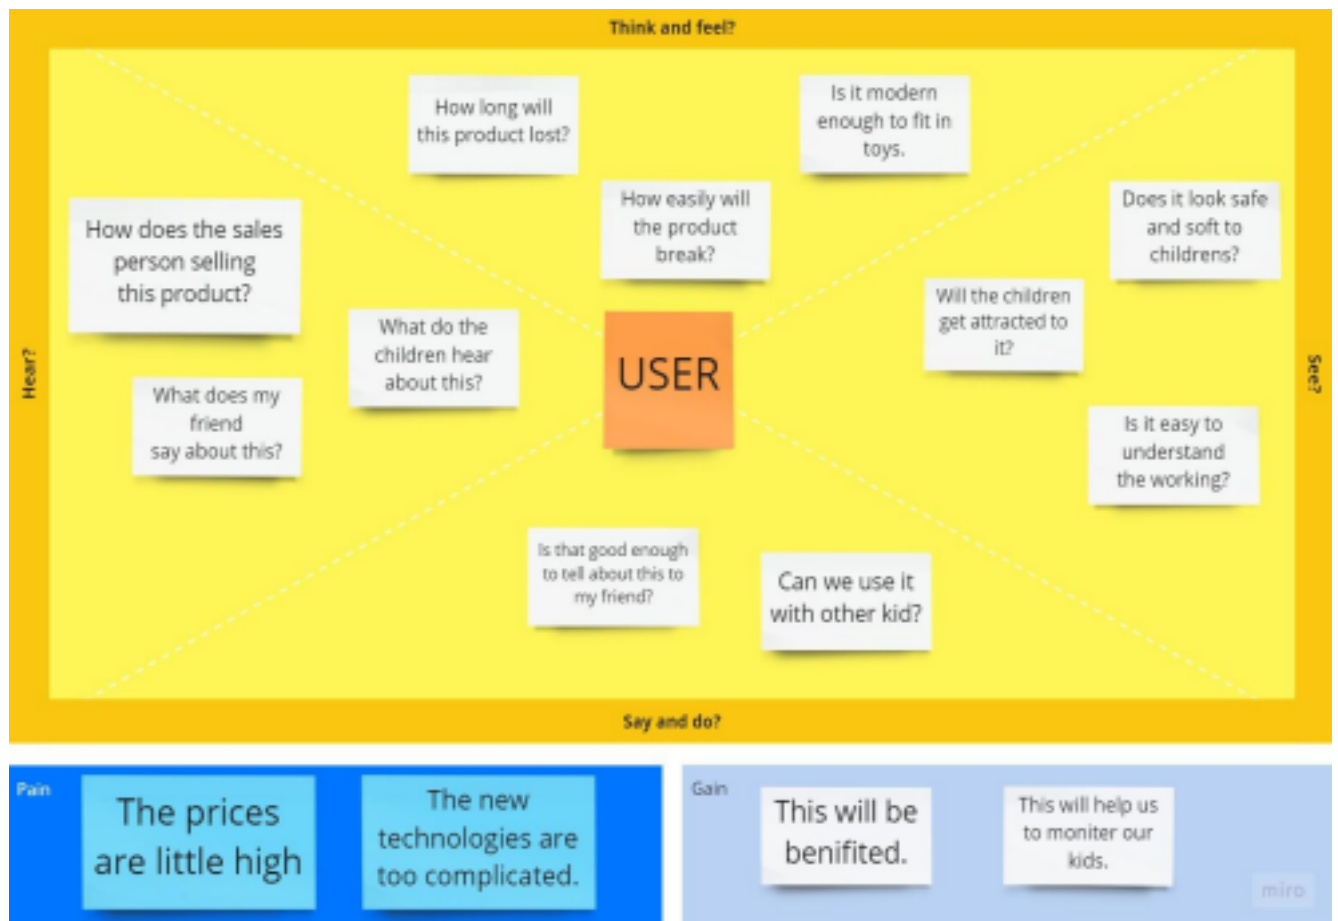 Think and feel?
How long will
this product lost?
Is it modern
enough to fit in
toys.
How easily will
the product
break?
Hear?
How does the sales
person selling
this product?
What do the
children hear
about this?
What does my
friend
say about this?
USER
See?
Does it look safe
and soft to
childrens?
Will the children
get attracted to
it?
Is it easy to
understand
the working?
Is that good enough
to tell about this to
my friend?
Can we use it
with other kid?
Say and do?
Pain
The prices
are little high
The new
technologies are
too complicated.
Gain
This will be
benifited.
This will help us
to moniter our
kids.
miro